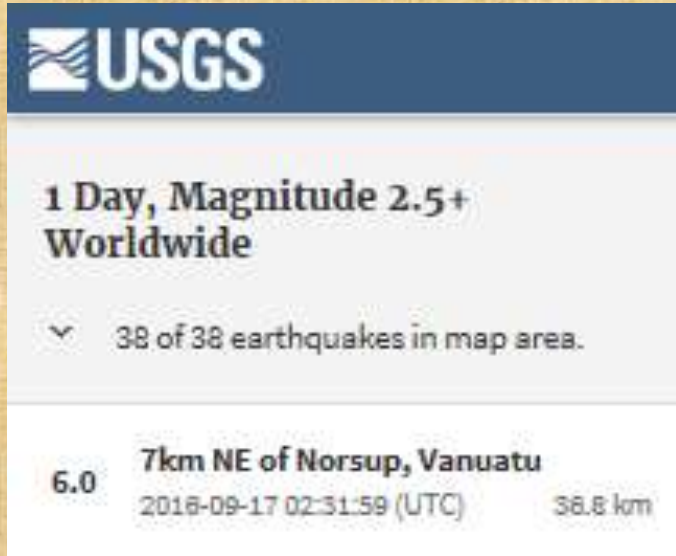 USGS
1 Day, Magnitude 2.5+
Worldwide
38 of 38 earthquakes in map area.
6.0
7km NE of Norsup, Vanuatu
2016-09-17 02:31:59 (UTC) 36.8 km